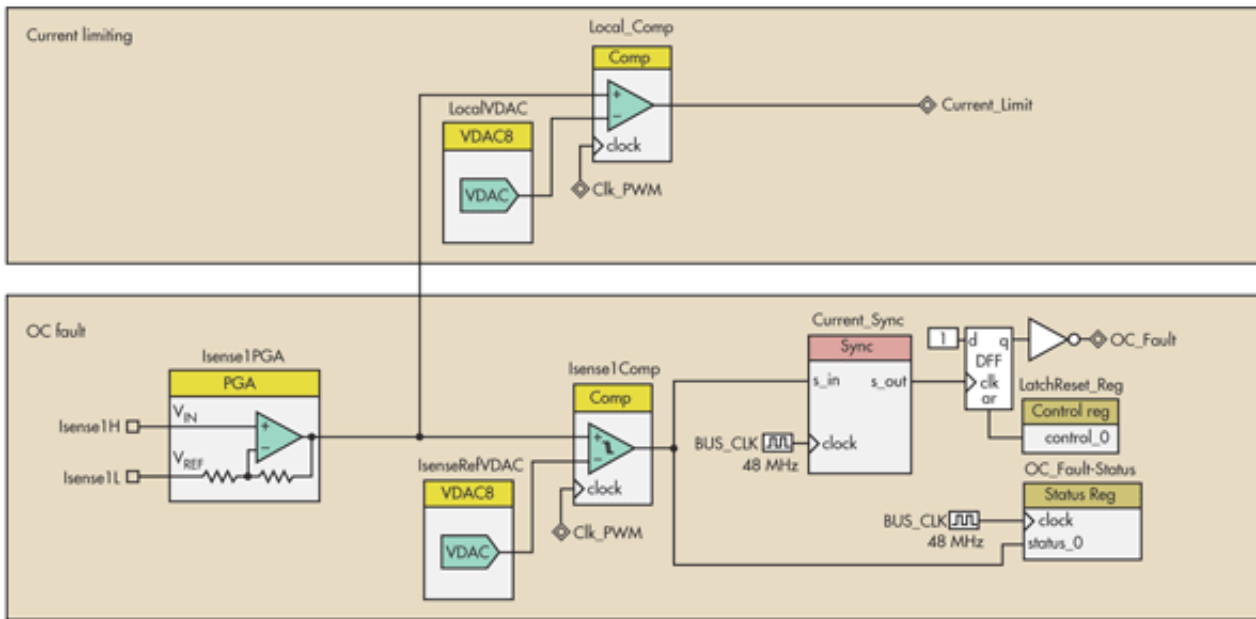 Current limiting
Local_Comp
Comp
LocalVDAC
VDAC8
VDAC
+
−
clock
Clk_PWM
Current_Limit
OC fault
Isense1PGA
PGA
VIN
+
−
VREF
Isense1H
Isense1L
IsenseRefVDAC
VDAC8
VDAC
Isense1Comp
Comp
+
−
clock
Clk_PWM
Current_Sync
Sync
s_in s_out
clock
BUS_CLK
48 MHz
1
d q
DFF
clk
ar
OC_Fault
LatchReset_Reg
Control reg
control_0
OC_Fault-Status
Status Reg
clock
status_0
BUS_CLK
48 MHz